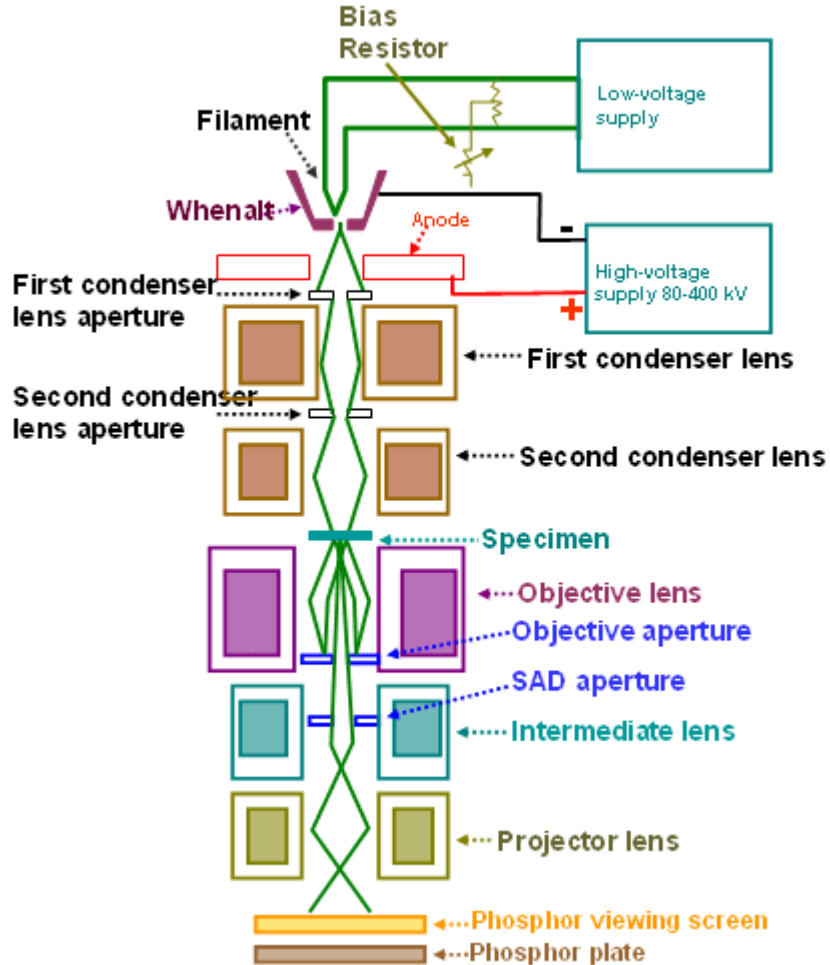 Bias
Resistor
Low-voltage
supply
Filament
Whenalt
Anode
-
High-voltage
supply 80-400 kV
+
First condenser
lens aperture
First condenser lens
Second condenser
lens aperture
Second condenser lens
Specimen
Objective lens
Objective aperture
SAD aperture
Intermediate lens
Projector lens
Phosphor viewing screen
Phosphor plate